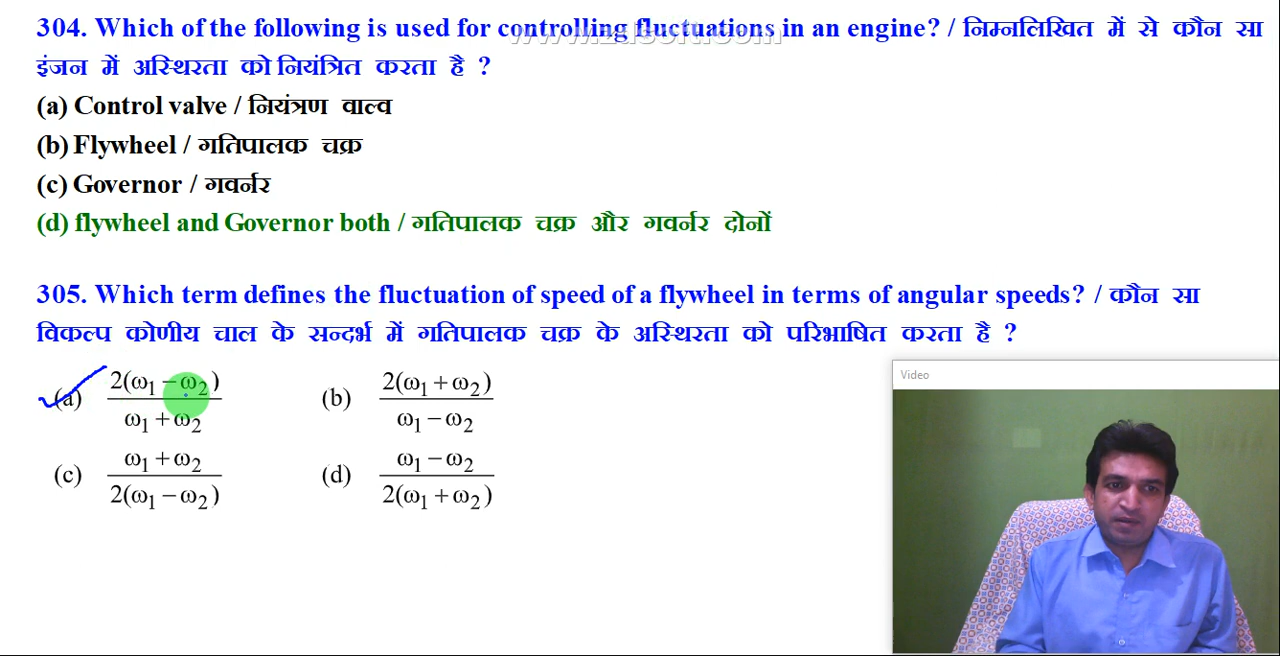 304. Which of the following is used for controlling fluctuations in an engine? / निम्नलिखित में से कौन सा
इंजन में अस्थिरता को नियंत्रित करता है ?
(a) Control valve / नियंत्रण वाल्व
(b) Flywheel / गतिपालक चक्र
(c) Governor / गवर्नर
(d) flywheel and Governor both / गतिपालक चक्र और गवर्नर दोनों
305. Which term defines the fluctuation of speed of a flywheel in terms of angular speeds? / कौन सा
विकल्प कोणीय चाल के सन्दर्भ में गतिपालक चक्र के अस्थिरता को परिभाषित करता है ?
(a) 2(ω₁ − ω₂) / ω₁ + ω₂ (b) 2(ω₁ + ω₂) / ω₁ − ω₂
(c) ω₁ + ω₂ / 2(ω₁ − ω₂) (d) ω₁ − ω₂ / 2(ω₁ + ω₂)
Video